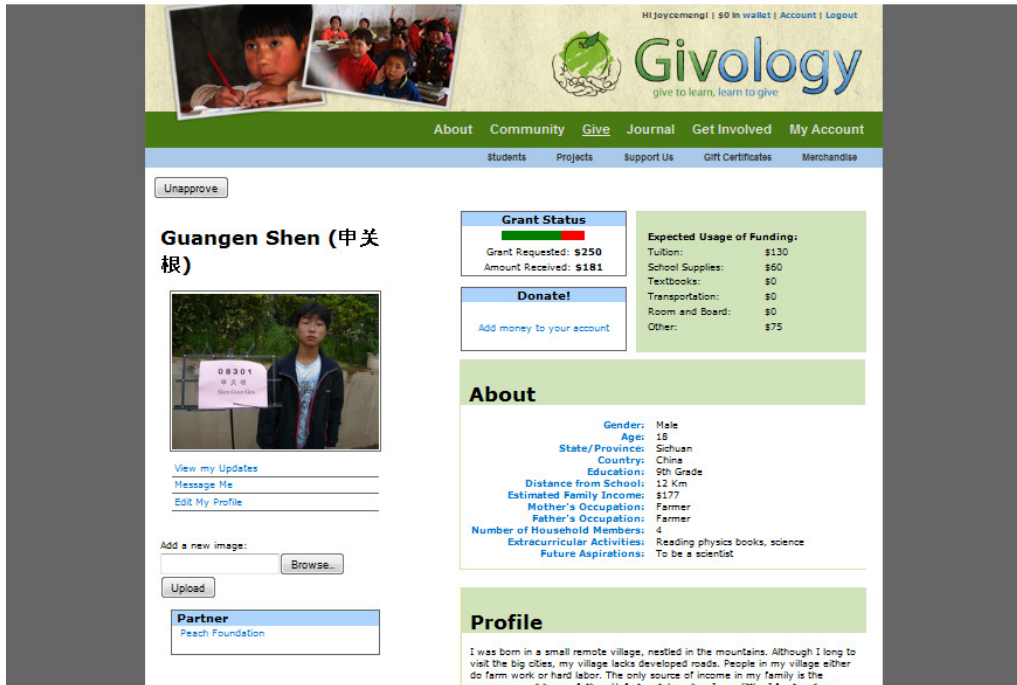 Hi joycemeng! | $0 in wallet | Account | Logout
Givology
give to learn, learn to give
About Community Give Journal Get Involved My Account
Students Projects Support Us Gift Certificates Merchandise
Unapprove
Guangen Shen (申关
根)
08301
申关根
Shen Guan Gen
View my Updates
Message Me
Edit My Profile
Add a new image:
Browse...
Upload
Partner
Peach Foundation
Grant Status
Grant Requested: $250
Amount Received: $181
Donate!
Add money to your account
Expected Usage of Funding:
Tuition: $130
School Supplies: $60
Textbooks: $0
Transportation: $0
Room and Board: $0
Other: $75
About
Gender: Male
Age: 18
State/Province: Sichuan
Country: China
Education: 9th Grade
Distance from School: 12 Km
Estimated Family Income: $177
Mother's Occupation: Farmer
Father's Occupation: Farmer
Number of Household Members: 4
Extracurricular Activities: Reading physics books, science
Future Aspirations: To be a scientist
Profile
I was born in a small remote village, nestled in the mountains. Although I long to
visit the big cities, my village lacks developed roads. People in my village either
do farm work or hard labor. The only source of income in my family is the